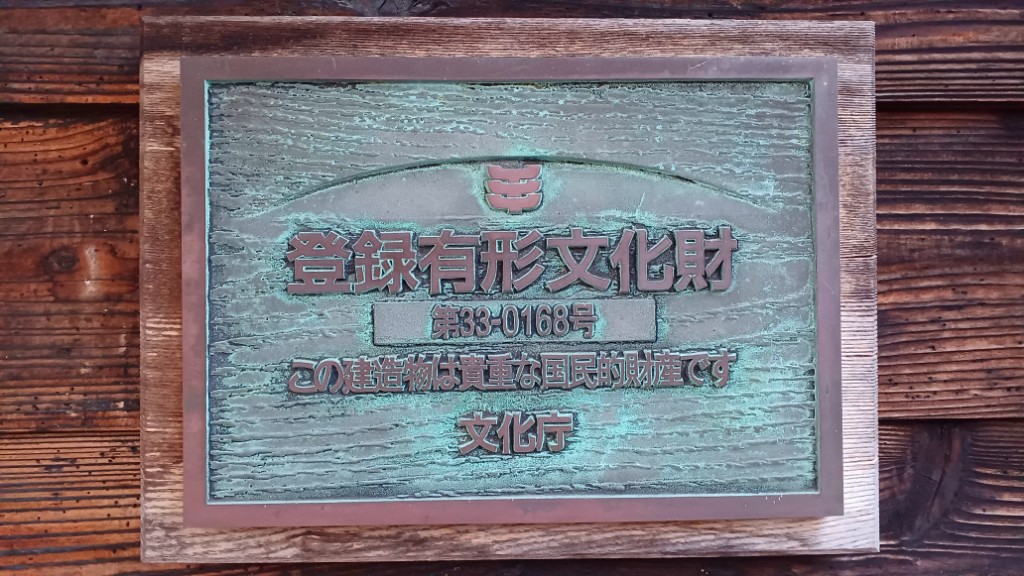 登録有形文化財
第33-0168号
この建造物は貴重な国民的財産です
文化庁